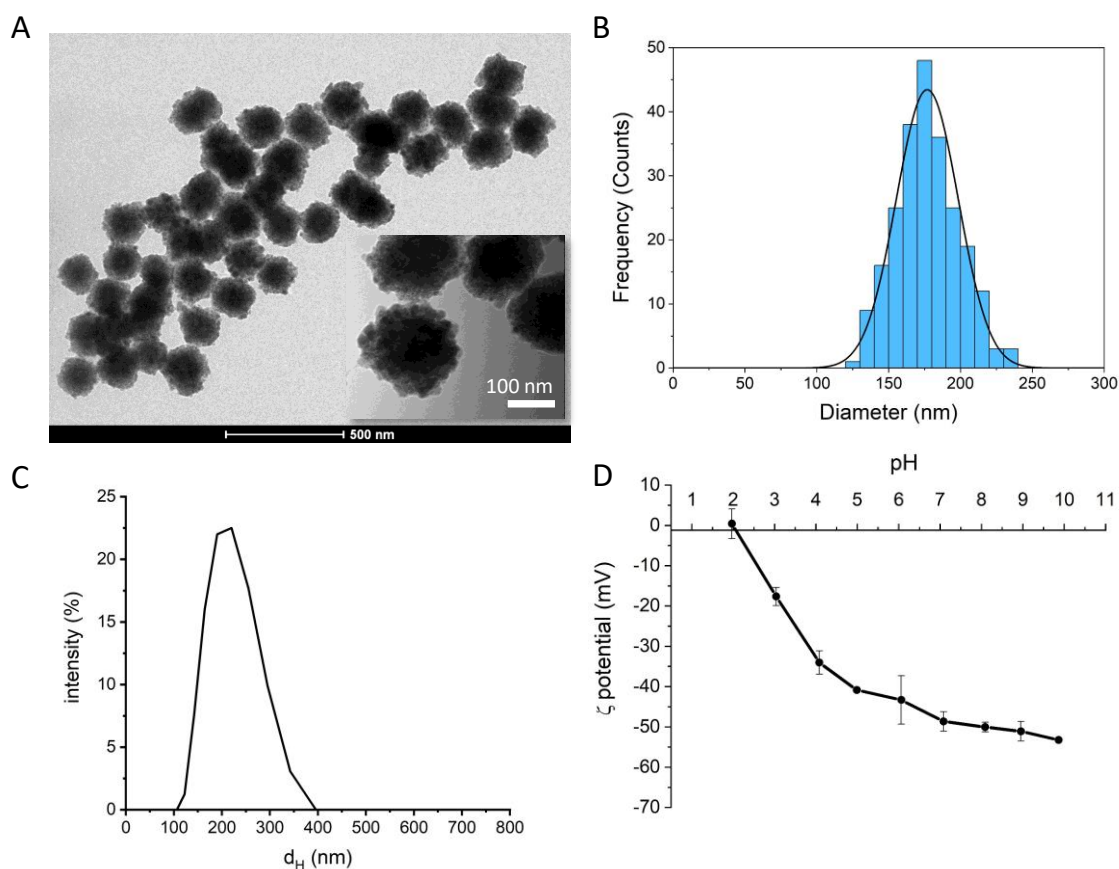 A
100 nm
500 nm
B
50
40
30
20
10
0
Frequency (Counts)
0 50 100 150 200 250 300
Diameter (nm)
C
25
20
15
10
5
0
intensity (%)
0 100 200 300 400 500 600 700 800
d_H (nm)
D
pH
1 2 3 4 5 6 7 8 9 10 11
10
0
-10
-20
-30
-40
-50
-60
-70
ζ potential (mV)